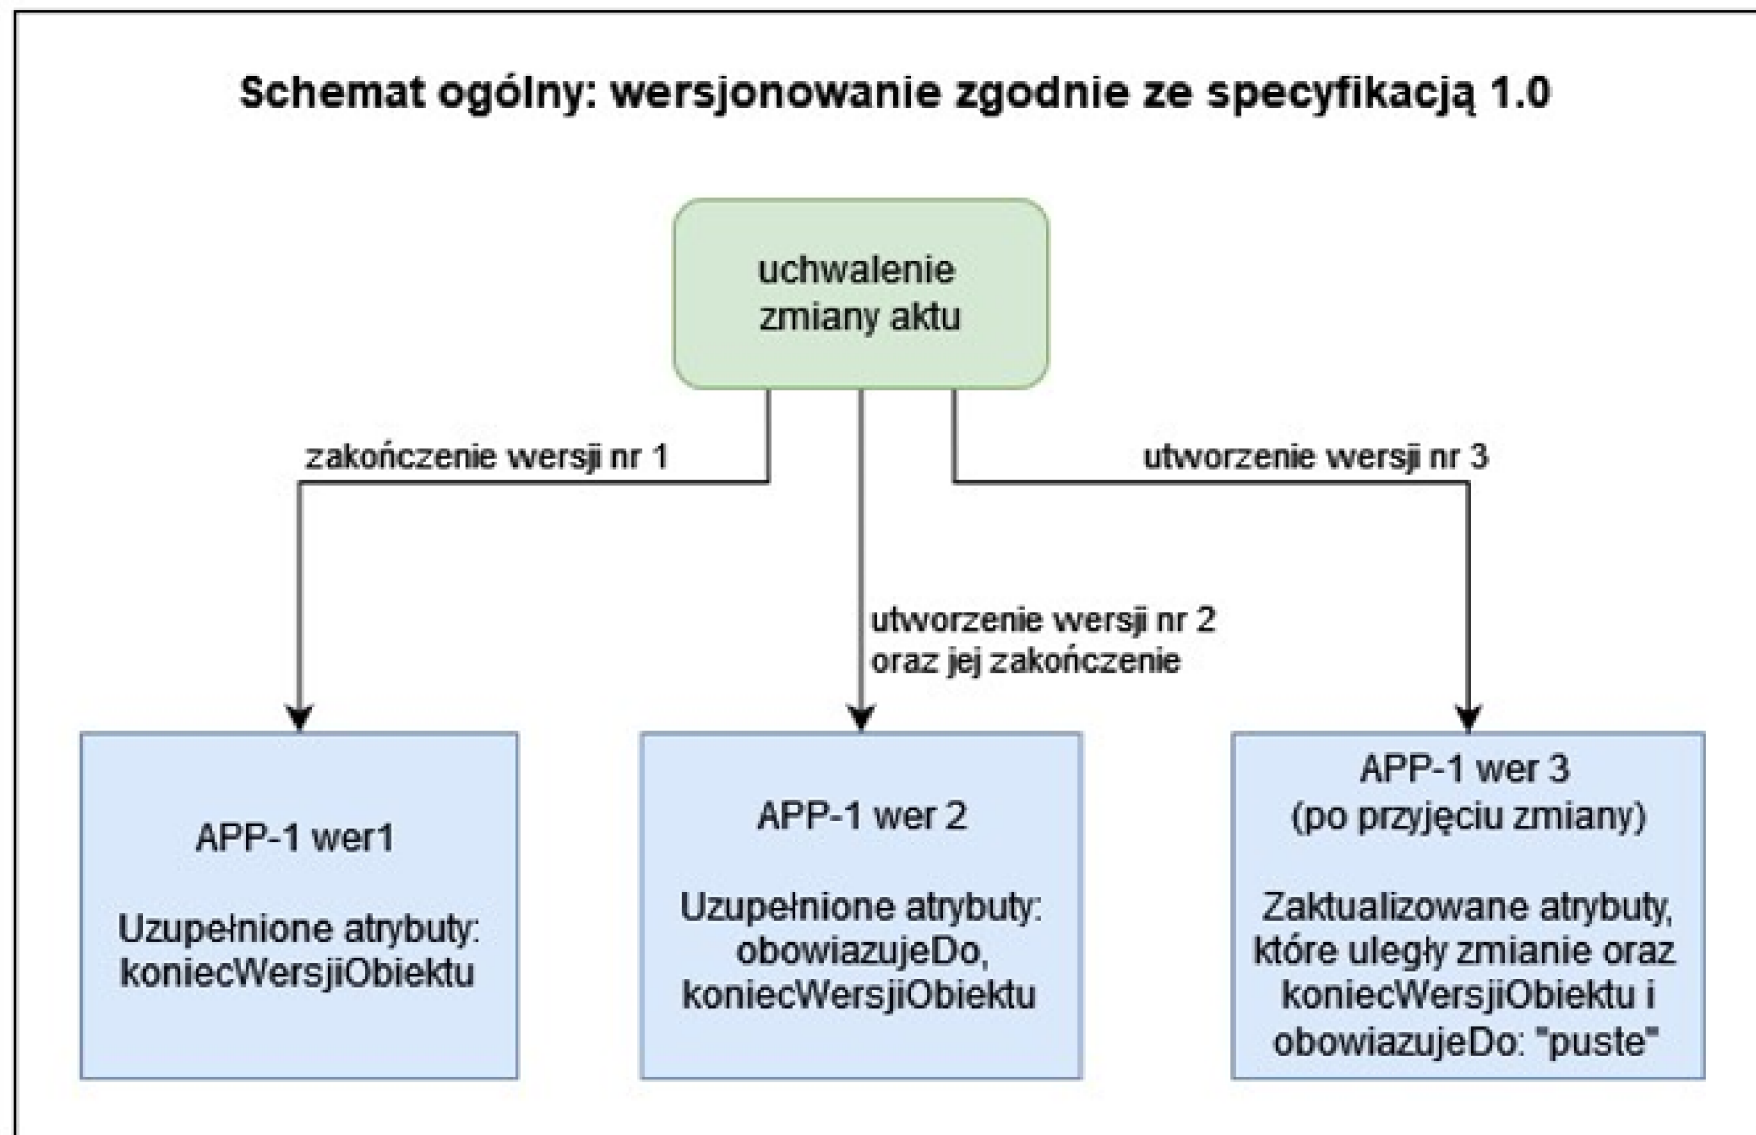 Schemat ogólny: wersjonowanie zgodnie ze specyfikacją 1.0
uchwalenie
zmiany aktu
zakończenie wersji nr 1
utworzenie wersji nr 3
utworzenie wersji nr 2
oraz jej zakończenie
APP-1 wer1
Uzupełnione atrybuty:
koniecWersjiObiektu
APP-1 wer 2
Uzupełnione atrybuty:
obowiazujeDo,
koniecWersjiObiektu
APP-1 wer 3
(po przyjęciu zmiany)
Zaktualizowane atrybuty,
które uległy zmianie oraz
koniecWersjiObiektu i
obowiazujeDo: "puste"